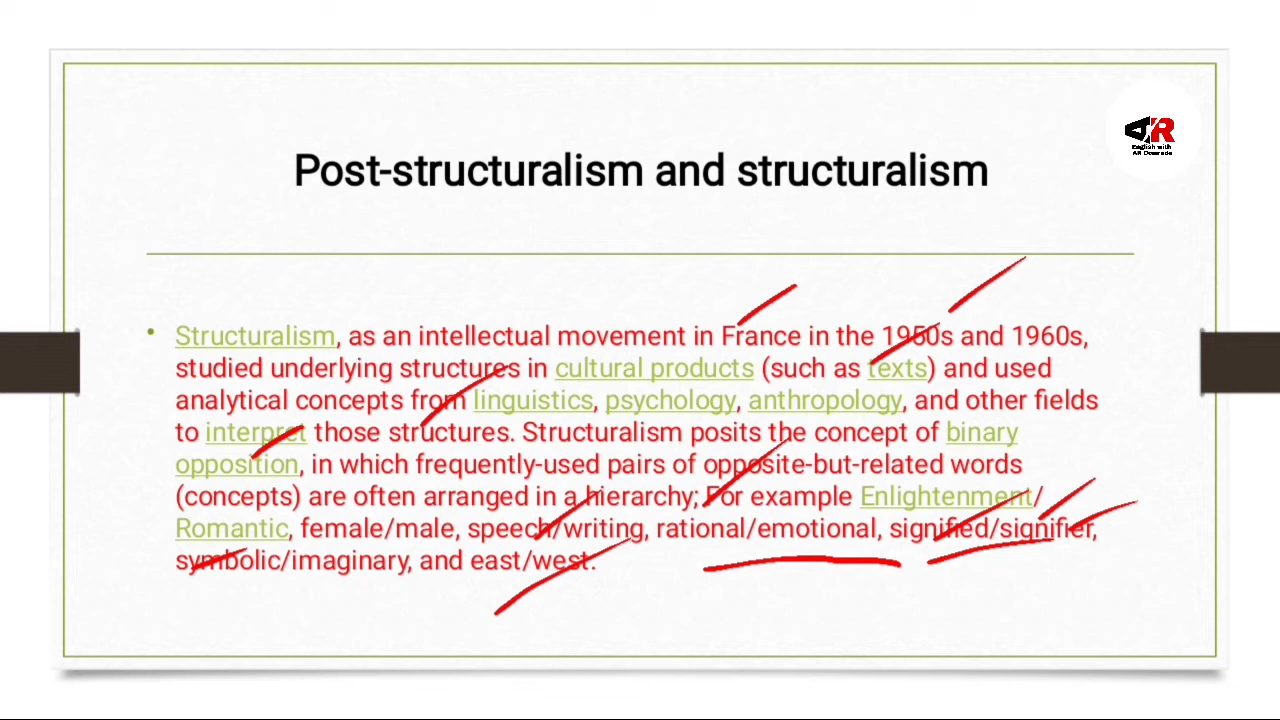 AR
English with
AR Dowrade
Post-structuralism and structuralism
• Structuralism, as an intellectual movement in France in the 1950s and 1960s,
studied underlying structures in cultural products (such as texts) and used
analytical concepts from linguistics, psychology, anthropology, and other fields
to interpret those structures. Structuralism posits the concept of binary
opposition, in which frequently-used pairs of opposite-but-related words
(concepts) are often arranged in a hierarchy; For example Enlightenment/
Romantic, female/male, speech/writing, rational/emotional, signified/signifier,
symbolic/imaginary, and east/west.